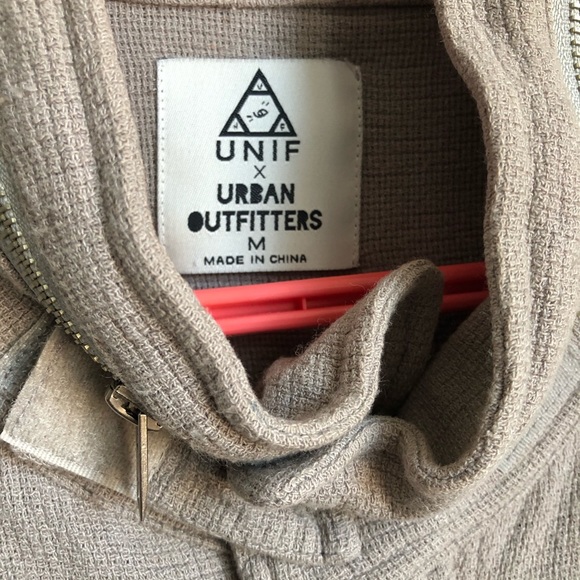 UNIF
X
URBAN
OUTFITTERS
M
MADE IN CHINA